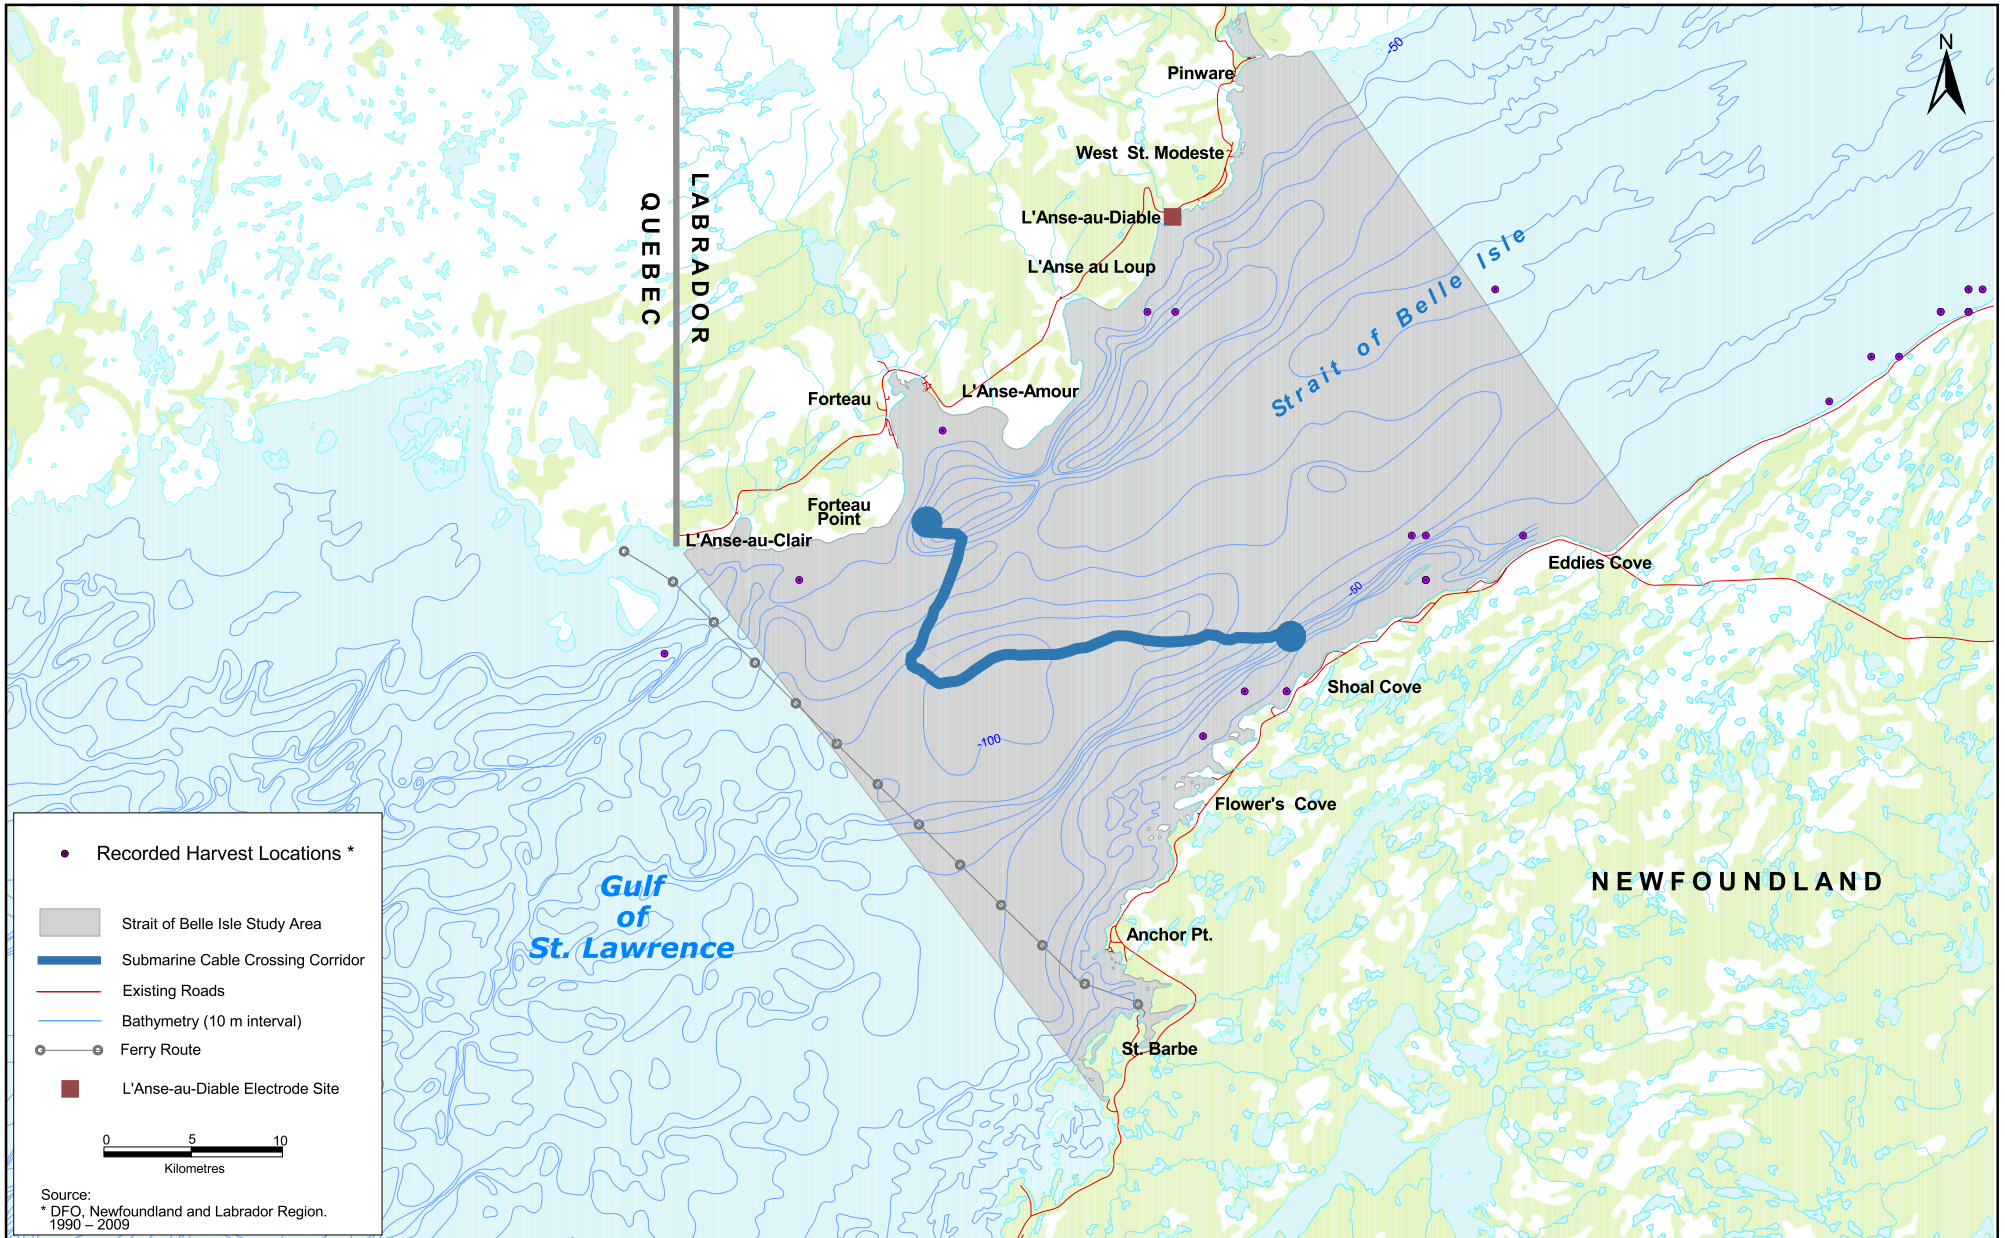 N
-50
Pinware
West St. Modeste
L'Anse-au-Diable
L'Anse au Loup
QUEBEC
LABRADOR
Strait of Belle Isle
Forteau
L'Anse-Amour
Forteau
Point
L'Anse-au-Clair
Eddies Cove
-50
Shoal Cove
-100
Flower's Cove
NEWFOUNDLAND
Gulf
of
St. Lawrence
Anchor Pt.
St. Barbe
Recorded Harvest Locations *
Strait of Belle Isle Study Area
Submarine Cable Crossing Corridor
Existing Roads
Bathymetry (10 m interval)
Ferry Route
L'Anse-au-Diable Electrode Site
0 5 10
Kilometres
Source:
* DFO, Newfoundland and Labrador Region.
1990 – 2009